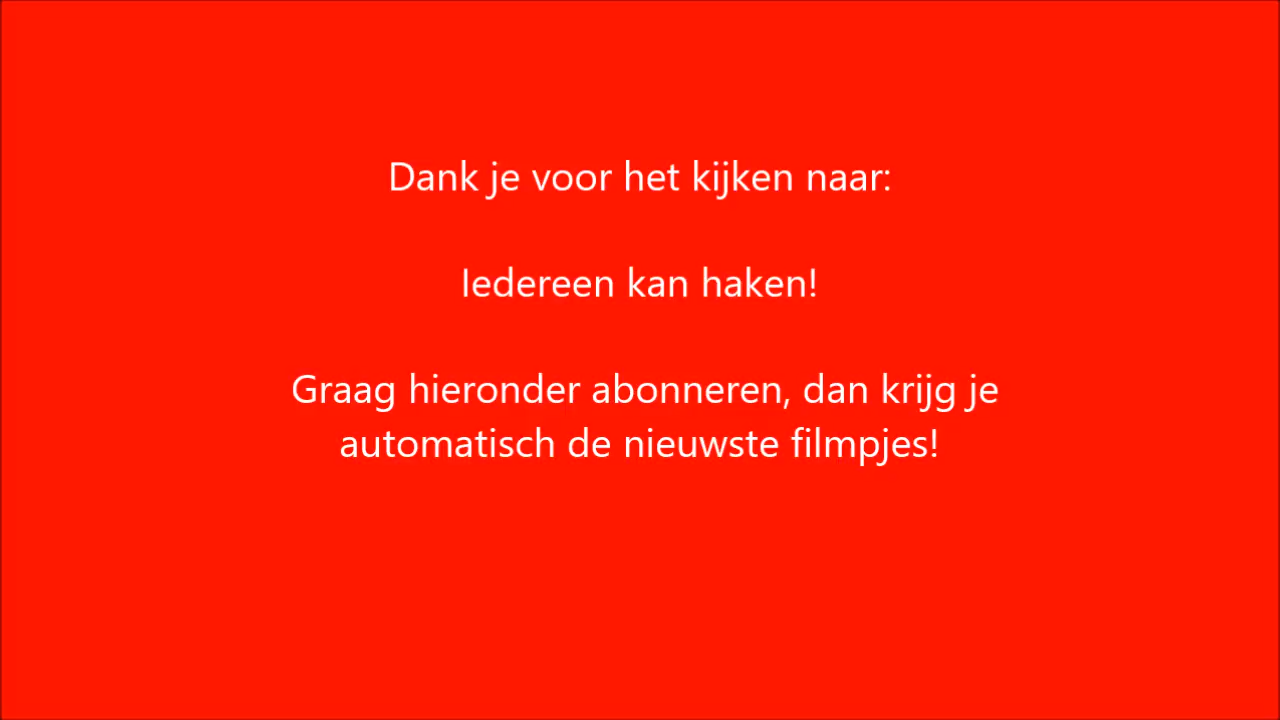 Dank je voor het kijken naar:
Iedereen kan haken!
Graag hieronder abonneren, dan krijg je
automatisch de nieuwste filmpjes!